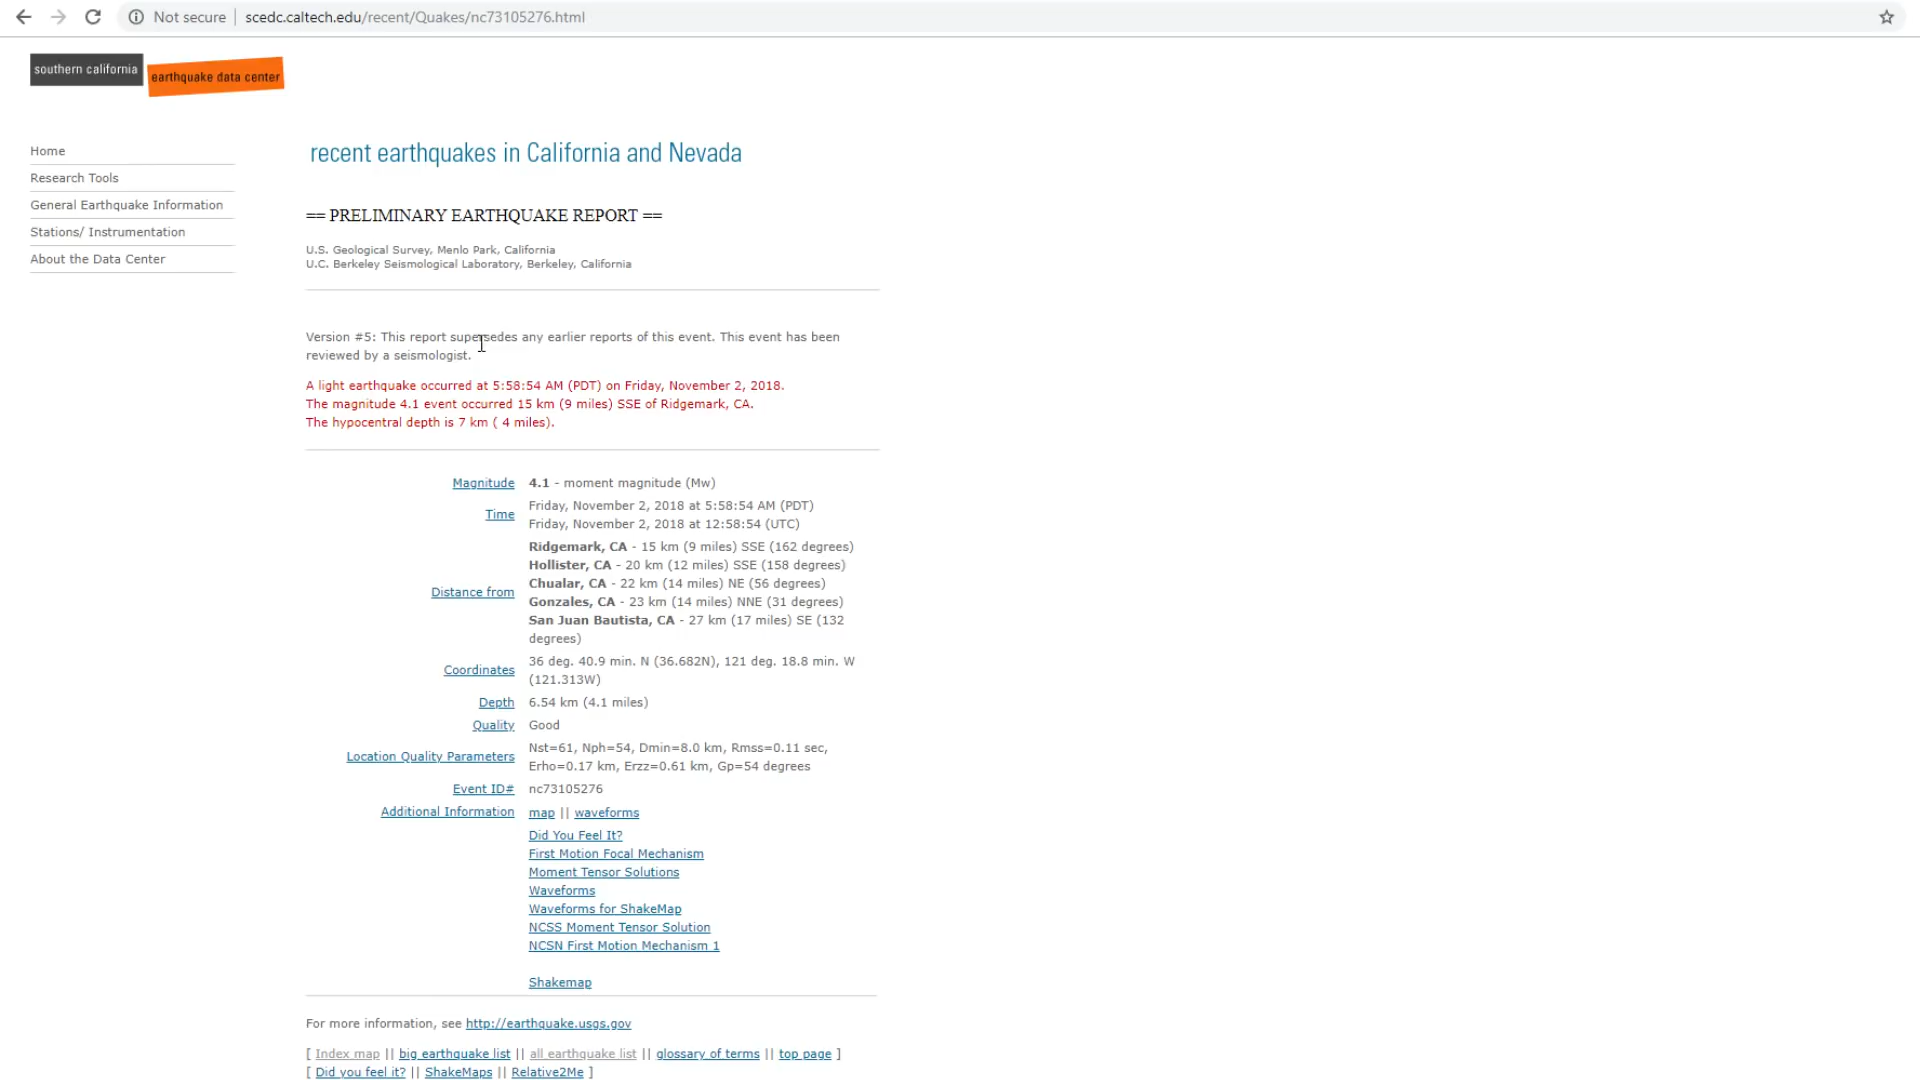 Not secure | scedc.caltech.edu/recent/Quakes/nc73105276.html
southern california
earthquake data center
Home
Research Tools
General Earthquake Information
Stations/ Instrumentation
About the Data Center
recent earthquakes in California and Nevada
== PRELIMINARY EARTHQUAKE REPORT ==
U.S. Geological Survey, Menlo Park, California
U.C. Berkeley Seismological Laboratory, Berkeley, California
Version #5: This report supersedes any earlier reports of this event. This event has been
reviewed by a seismologist.
A light earthquake occurred at 5:58:54 AM (PDT) on Friday, November 2, 2018.
The magnitude 4.1 event occurred 15 km (9 miles) SSE of Ridgemark, CA.
The hypocentral depth is 7 km ( 4 miles).
Magnitude 4.1 - moment magnitude (Mw)
Time Friday, November 2, 2018 at 5:58:54 AM (PDT)
Friday, November 2, 2018 at 12:58:54 (UTC)
Distance from Ridgemark, CA - 15 km (9 miles) SSE (162 degrees)
Hollister, CA - 20 km (12 miles) SSE (158 degrees)
Chualar, CA - 22 km (14 miles) NE (56 degrees)
Gonzales, CA - 23 km (14 miles) NNE (31 degrees)
San Juan Bautista, CA - 27 km (17 miles) SE (132
degrees)
Coordinates 36 deg. 40.9 min. N (36.682N), 121 deg. 18.8 min. W
(121.313W)
Depth 6.54 km (4.1 miles)
Quality Good
Location Quality Parameters Nst=61, Nph=54, Dmin=8.0 km, Rmss=0.11 sec,
Erho=0.17 km, Erzz=0.61 km, Gp=54 degrees
Event ID# nc73105276
Additional Information map || waveforms
Did You Feel It?
First Motion Focal Mechanism
Moment Tensor Solutions
Waveforms
Waveforms for ShakeMap
NCSS Moment Tensor Solution
NCSN First Motion Mechanism 1
Shakemap
For more information, see http://earthquake.usgs.gov
[ Index map || big earthquake list || all earthquake list || glossary of terms || top page ]
[ Did you feel it? || ShakeMaps || Relative2Me ]